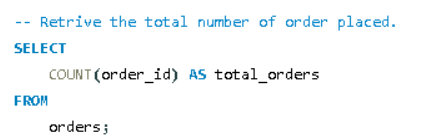 -- Retrive the total number of order placed.
SELECT
    COUNT(order_id) AS total_orders
FROM
    orders;